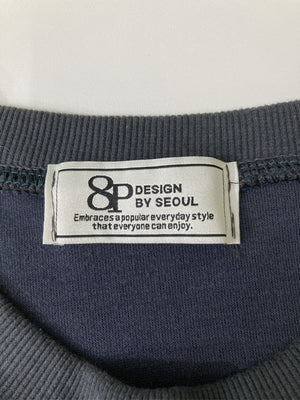 8P DESIGN
BY SEOUL
Embraces a popular everyday style
that everyone can enjoy.